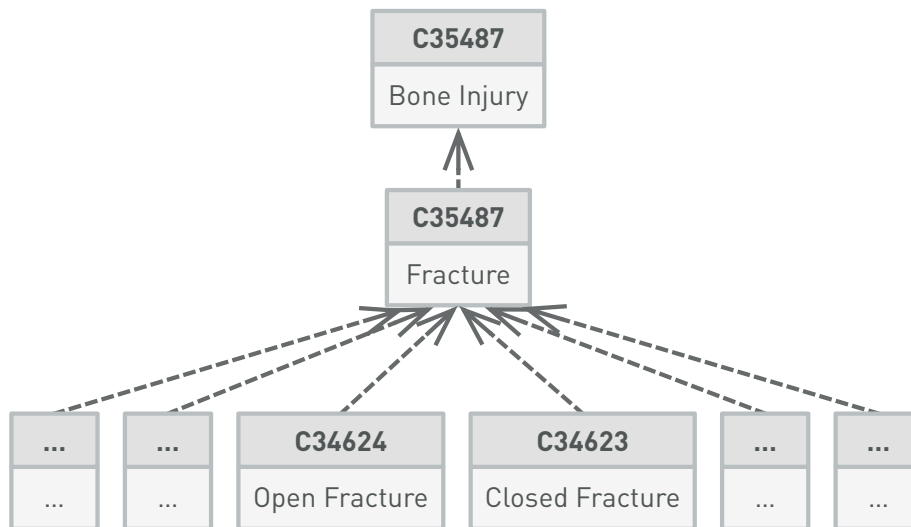 C35487
Bone Injury
C35487
Fracture
... ... C34624 C34623 ... ...
... ... Open Fracture Closed Fracture ... ...